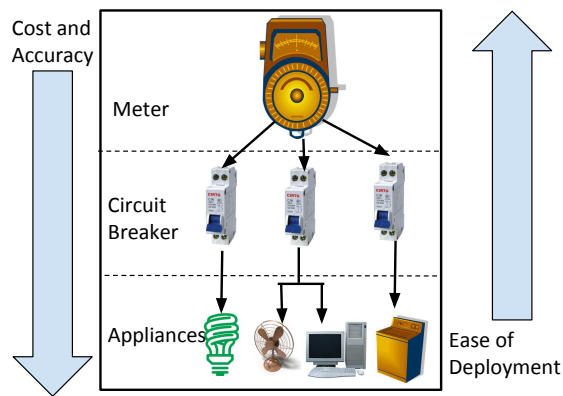 Cost and
Accuracy
Meter
Circuit
Breaker
Appliances
Ease of
Deployment